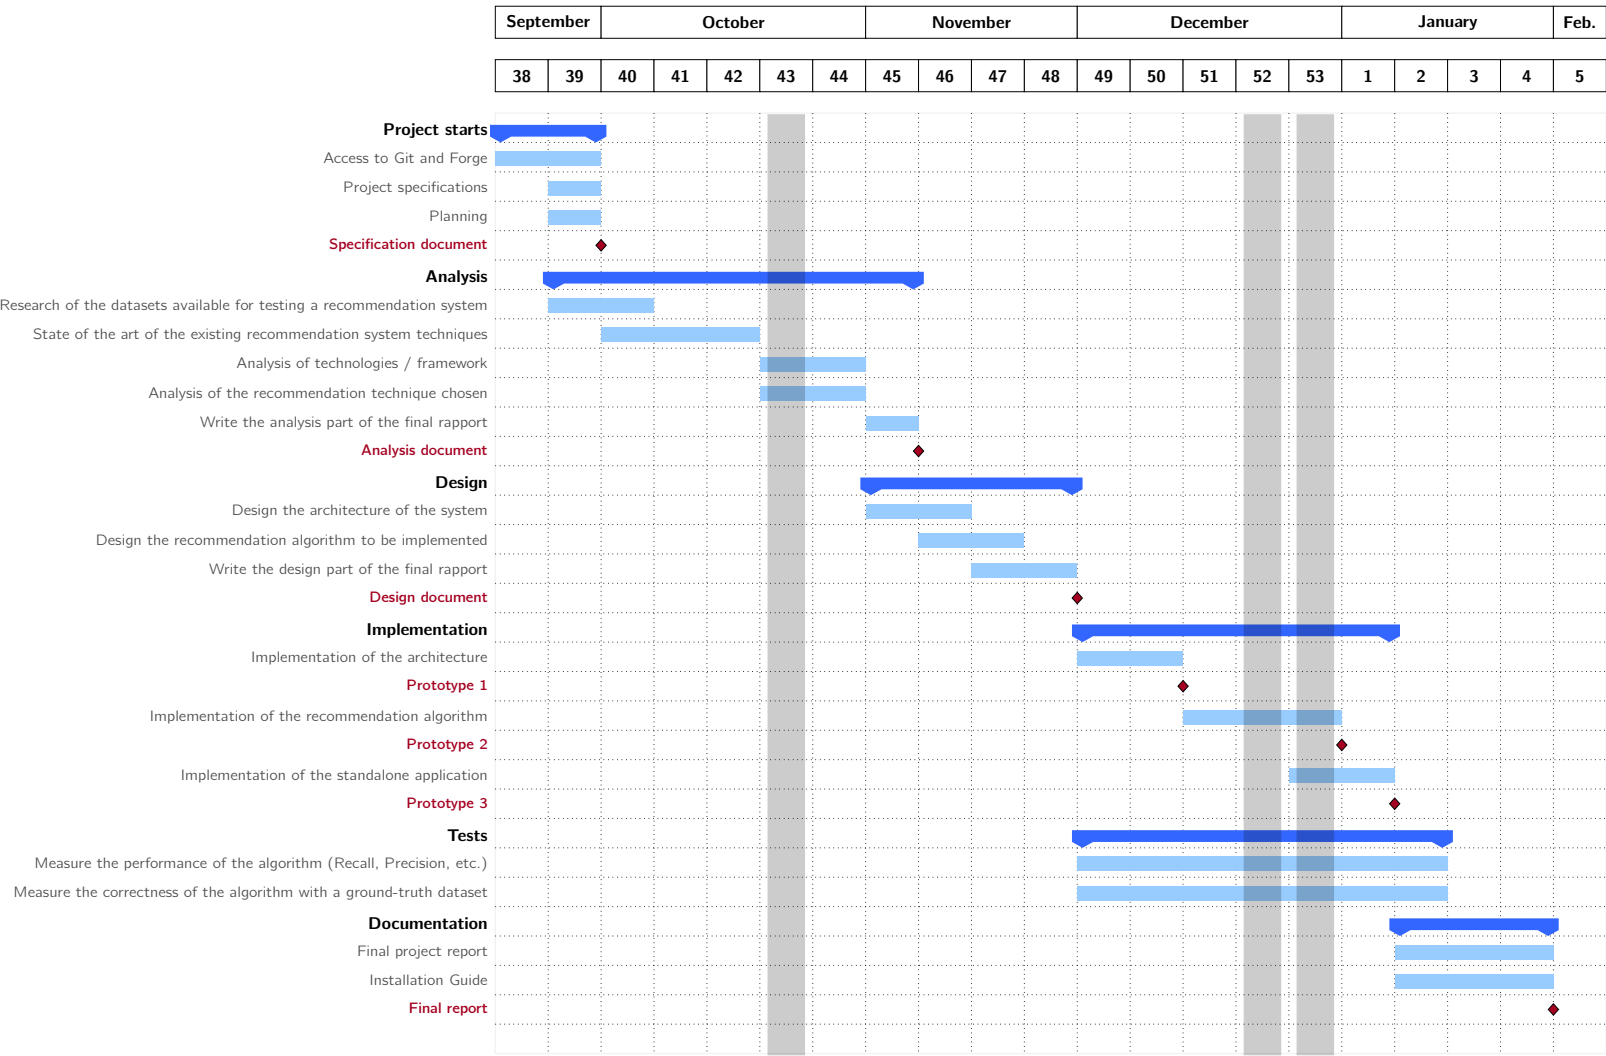 September October November December January Feb.
38 39 40 41 42 43 44 45 46 47 48 49 50 51 52 53 1 2 3 4 5
Project starts
Access to Git and Forge
Project specifications
Planning
Specification document
Analysis
Research of the datasets available for testing a recommendation system
State of the art of the existing recommendation system techniques
Analysis of technologies / framework
Analysis of the recommendation technique chosen
Write the analysis part of the final rapport
Analysis document
Design
Design the architecture of the system
Design the recommendation algorithm to be implemented
Write the design part of the final rapport
Design document
Implementation
Implementation of the architecture
Prototype 1
Implementation of the recommendation algorithm
Prototype 2
Implementation of the standalone application
Prototype 3
Tests
Measure the performance of the algorithm (Recall, Precision, etc.)
Measure the correctness of the algorithm with a ground-truth dataset
Documentation
Final project report
Installation Guide
Final report